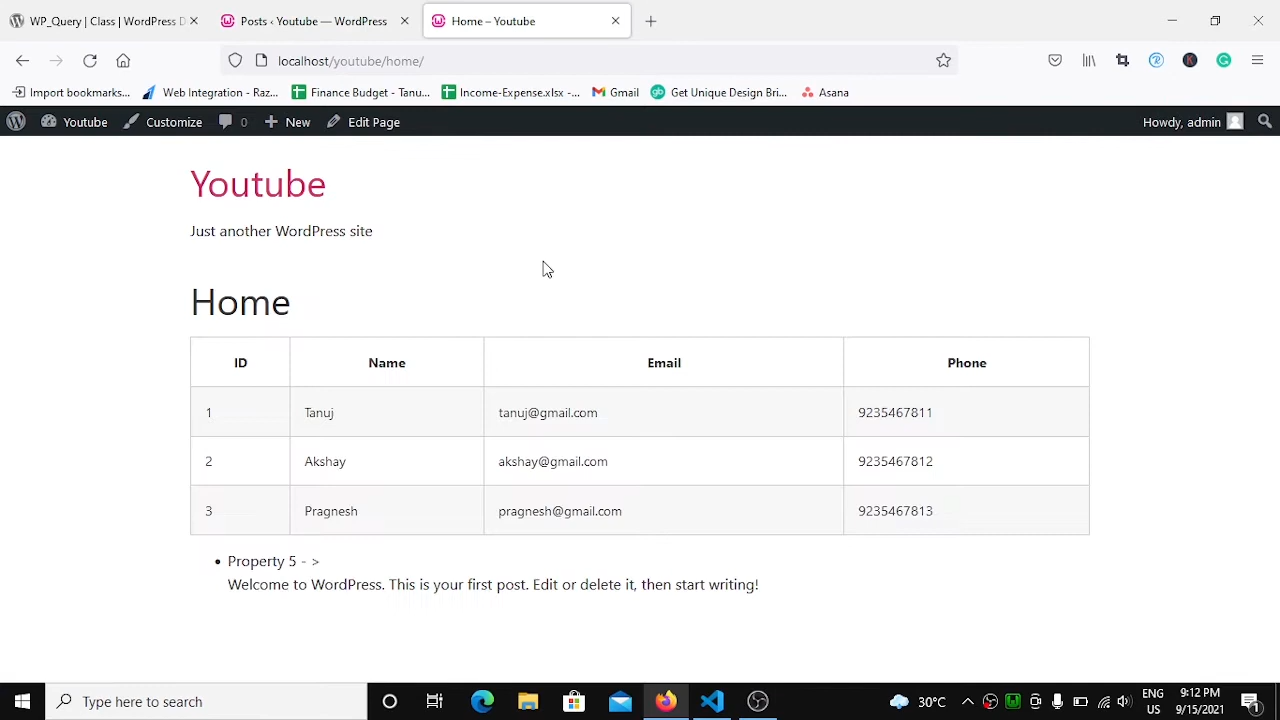 WP_Query | Class | WordPress D
Posts ‹ Youtube — WordPress
Home – Youtube
localhost/youtube/home/
Import bookmarks...
Web Integration - Raz...
Finance Budget - Tanu...
Income-Expense.xlsx -...
Gmail
Get Unique Design Bri...
Asana
Youtube
Customize
0
New
Edit Page
Howdy, admin
Youtube
Just another WordPress site
Home
ID Name Email Phone
1 Tanuj tanuj@gmail.com 9235467811
2 Akshay akshay@gmail.com 9235467812
3 Pragnesh pragnesh@gmail.com 9235467813
• Property 5 - >
Welcome to WordPress. This is your first post. Edit or delete it, then start writing!
Type here to search
30°C
ENG
US
9:12 PM
9/15/2021
1